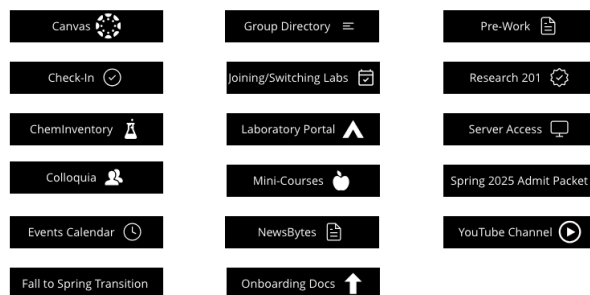 Canvas
Group Directory
Pre-Work
Check-In
Joining/Switching Labs
Research 201
ChemInventory
Laboratory Portal
Server Access
Colloquia
Mini-Courses
Spring 2025 Admit Packet
Events Calendar
NewsBytes
YouTube Channel
Fall to Spring Transition
Onboarding Docs